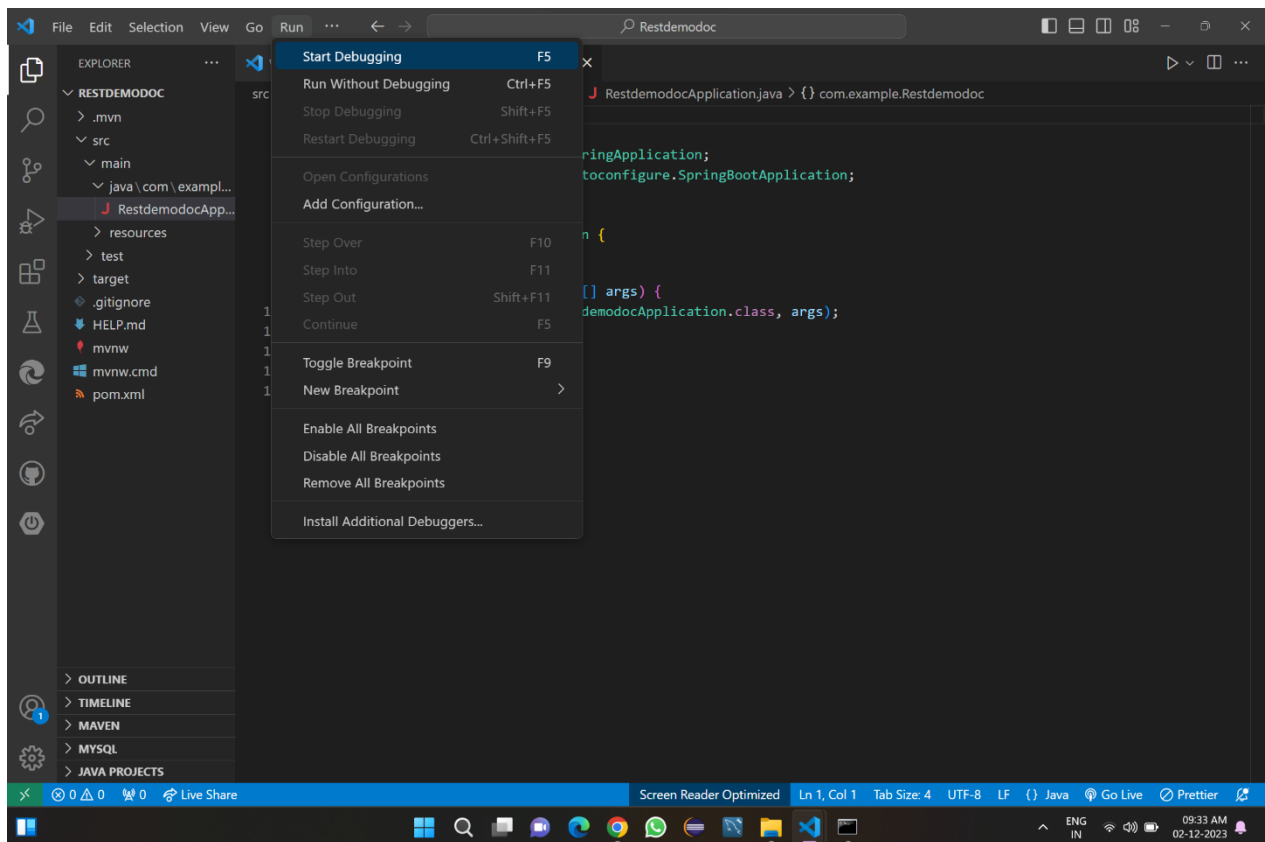 File Edit Selection View Go Run ··· Restdemodoc
EXPLORER ···
RESTDEMODOC
.mvn
src
main
java\com\exampl...
J RestdemodocApp...
resources
test
target
.gitignore
HELP.md
mvnw
mvnw.cmd
pom.xml
OUTLINE
TIMELINE
MAVEN
MYSQL
JAVA PROJECTS
Start Debugging F5
Run Without Debugging Ctrl+F5
Stop Debugging Shift+F5
Restart Debugging Ctrl+Shift+F5
Open Configurations
Add Configuration...
Step Over F10
Step Into F11
Step Out Shift+F11
Continue F5
Toggle Breakpoint F9
New Breakpoint >
Enable All Breakpoints
Disable All Breakpoints
Remove All Breakpoints
Install Additional Debuggers...
src J RestdemodocApplication.java > {} com.example.Restdemodoc
ringApplication;
toconfigure.SpringBootApplication;
n {
[] args) {
1 demodocApplication.class, args);
1
1
1
1
1
0 0 0 Live Share Screen Reader Optimized Ln 1, Col 1 Tab Size: 4 UTF-8 LF {} Java Go Live Prettier
ENG
IN
09:33 AM
02-12-2023